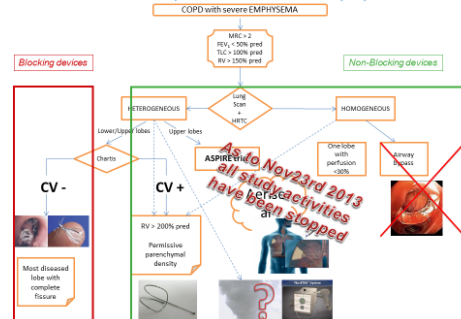 COPD with severe EMPHYSEMA
MRC > 2
FEV1 < 50% pred
TLC > 100% pred
RV > 150% pred
Blocking devices
Non-Blocking devices
Lung
Scan
+
HRTC
HETEROGENEOUS
HOMOGENEOUS
Lower/Upper lobes
Upper lobes
Chartis
ASPIRE
One lobe
with
perfusion
<30%
Airway
bypass
CV -
CV +
As to Nov23rd 2013
all study activities
have been stopped
RV > 200% pred
Permissive
parenchymal
density
Most diseased
lobe with
complete
fissure
?